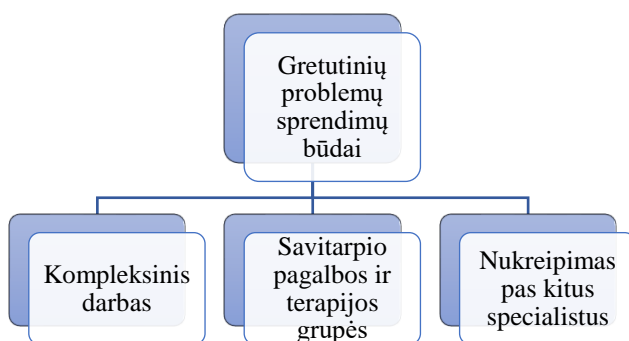 Gretutinių
problemų
sprendimų
būdai
Kompleksinis
darbas
Savitarpio
pagalbos ir
terapijos
grupės
Nukreipimas
pas kitus
specialistus